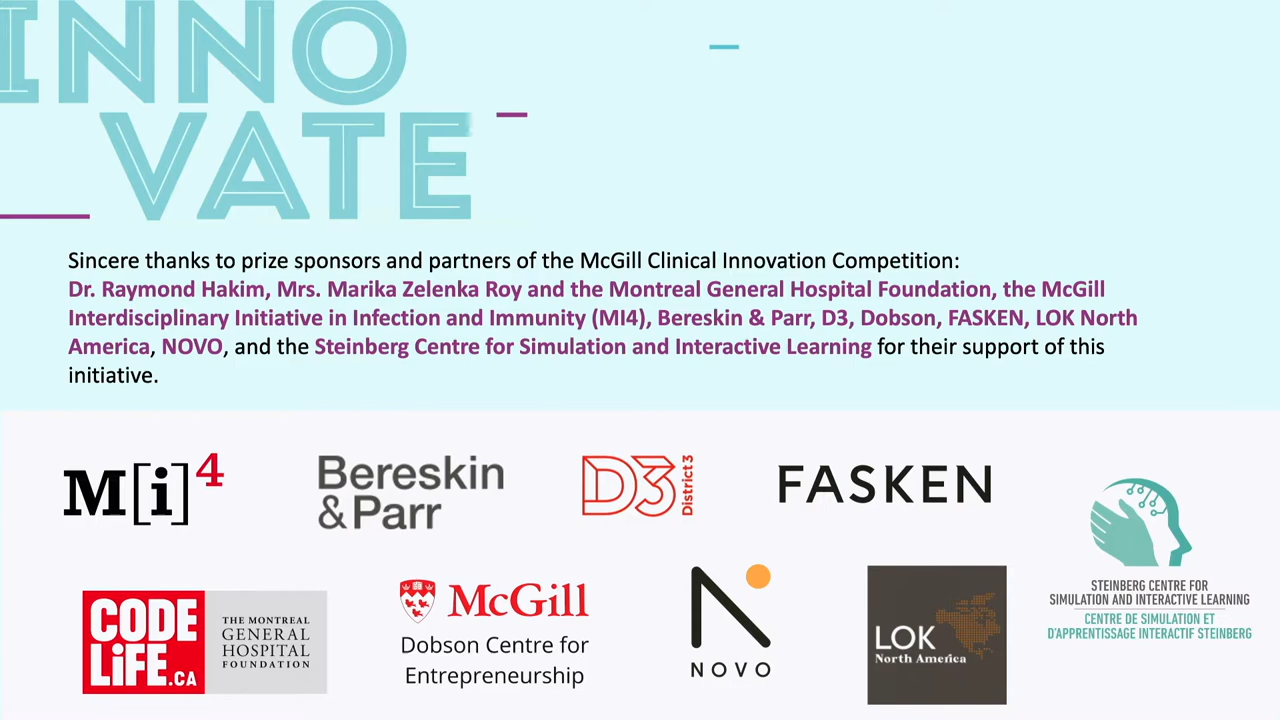 INNO
VATE
Sincere thanks to prize sponsors and partners of the McGill Clinical Innovation Competition:
Dr. Raymond Hakim, Mrs. Marika Zelenka Roy and the Montreal General Hospital Foundation, the McGill
Interdisciplinary Initiative in Infection and Immunity (MI4), Bereskin & Parr, D3, Dobson, FASKEN, LOK North
America, NOVO, and the Steinberg Centre for Simulation and Interactive Learning for their support of this
initiative.
M[i]4
Bereskin
&Parr
D3 District 3
FASKEN
STEINBERG CENTRE FOR
SIMULATION AND INTERACTIVE LEARNING
CENTRE DE SIMULATION ET
D'APPRENTISSAGE INTERACTIF STEINBERG
CODE
LiFE.CA
THE MONTREAL
GENERAL
HOSPITAL
FOUNDATION
McGill
Dobson Centre for
Entrepreneurship
NOVO
LOK
North America